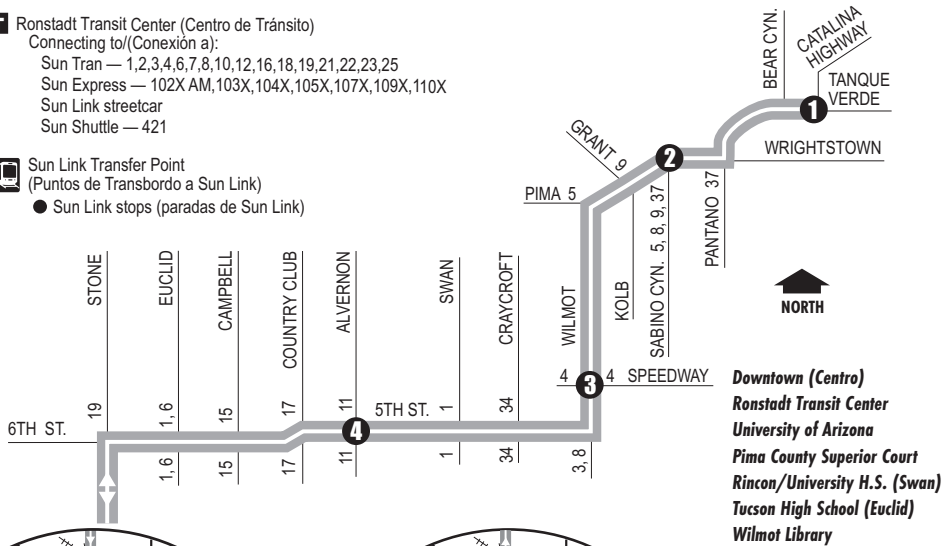 T Ronstadt Transit Center (Centro de Tránsito)
Connecting to/(Conexión a):
Sun Tran — 1,2,3,4,6,7,8,10,12,16,18,19,21,22,23,25
Sun Express — 102X AM,103X,104X,105X,107X,109X,110X
Sun Link streetcar
Sun Shuttle — 421
Sun Link Transfer Point
(Puntos de Transbordo a Sun Link)
Sun Link stops (paradas de Sun Link)
BEAR CYN.
CATALINA
HIGHWAY
TANQUE
VERDE
1
WRIGHTSTOWN
GRANT 9
2
PIMA 5
PANTANO 37
SABINO CYN. 5, 8, 9, 37
KOLB
WILMOT
NORTH
4 3 4 SPEEDWAY
STONE
19
EUCLID
1, 6
CAMPBELL
15
COUNTRY CLUB
17
ALVERNON
11
SWAN
1
CRAYCROFT
34
6TH ST.
5TH ST.
4
1, 6
15
17
11
1
34
3, 8
Downtown (Centro)
Ronstadt Transit Center
University of Arizona
Pima County Superior Court
Rincon/University H.S. (Swan)
Tucson High School (Euclid)
Wilmot Library